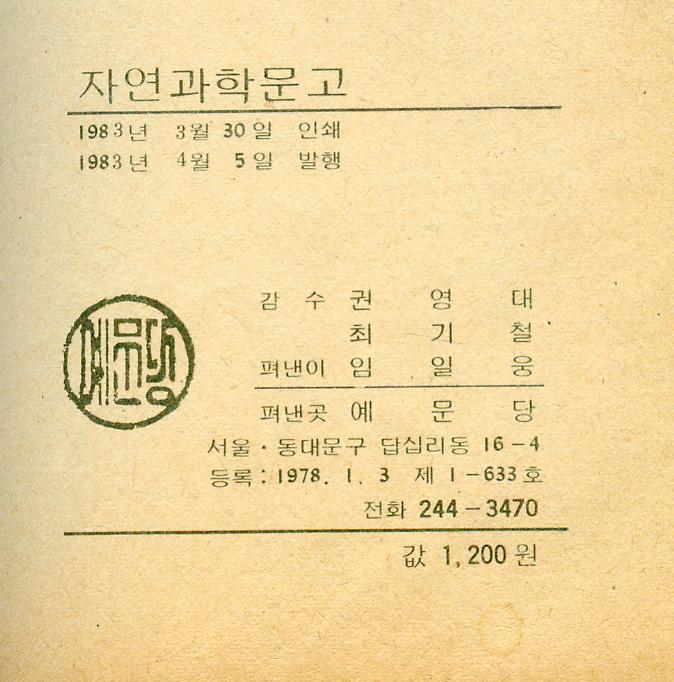 자연과학문고
1983년 3월 30일 인쇄
1983년 4월 5일 발행
예문당
감수 권영대
최기철
펴낸이 임일웅
펴낸곳 예문당
서울·동대문구 답십리동 16-4
등록:1978. 1. 3 제 1-633호
전화 244-3470
값 1,200원